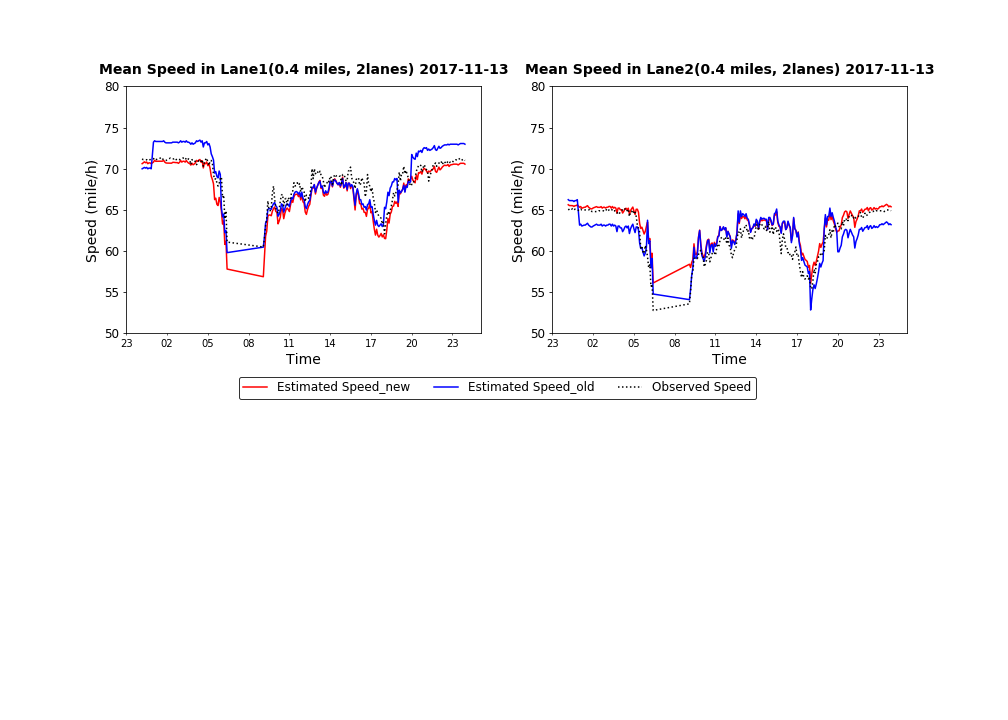 Mean Speed in Lane1(0.4 miles, 2lanes) 2017-11-13
80
75
70
65
60
55
50
Speed (mile/h)
23 02 05 08 11 14 17 20 23
Time
Mean Speed in Lane2(0.4 miles, 2lanes) 2017-11-13
80
75
70
65
60
55
50
Speed (mile/h)
23 02 05 08 11 14 17 20 23
Time
Estimated Speed_new Estimated Speed_old Observed Speed